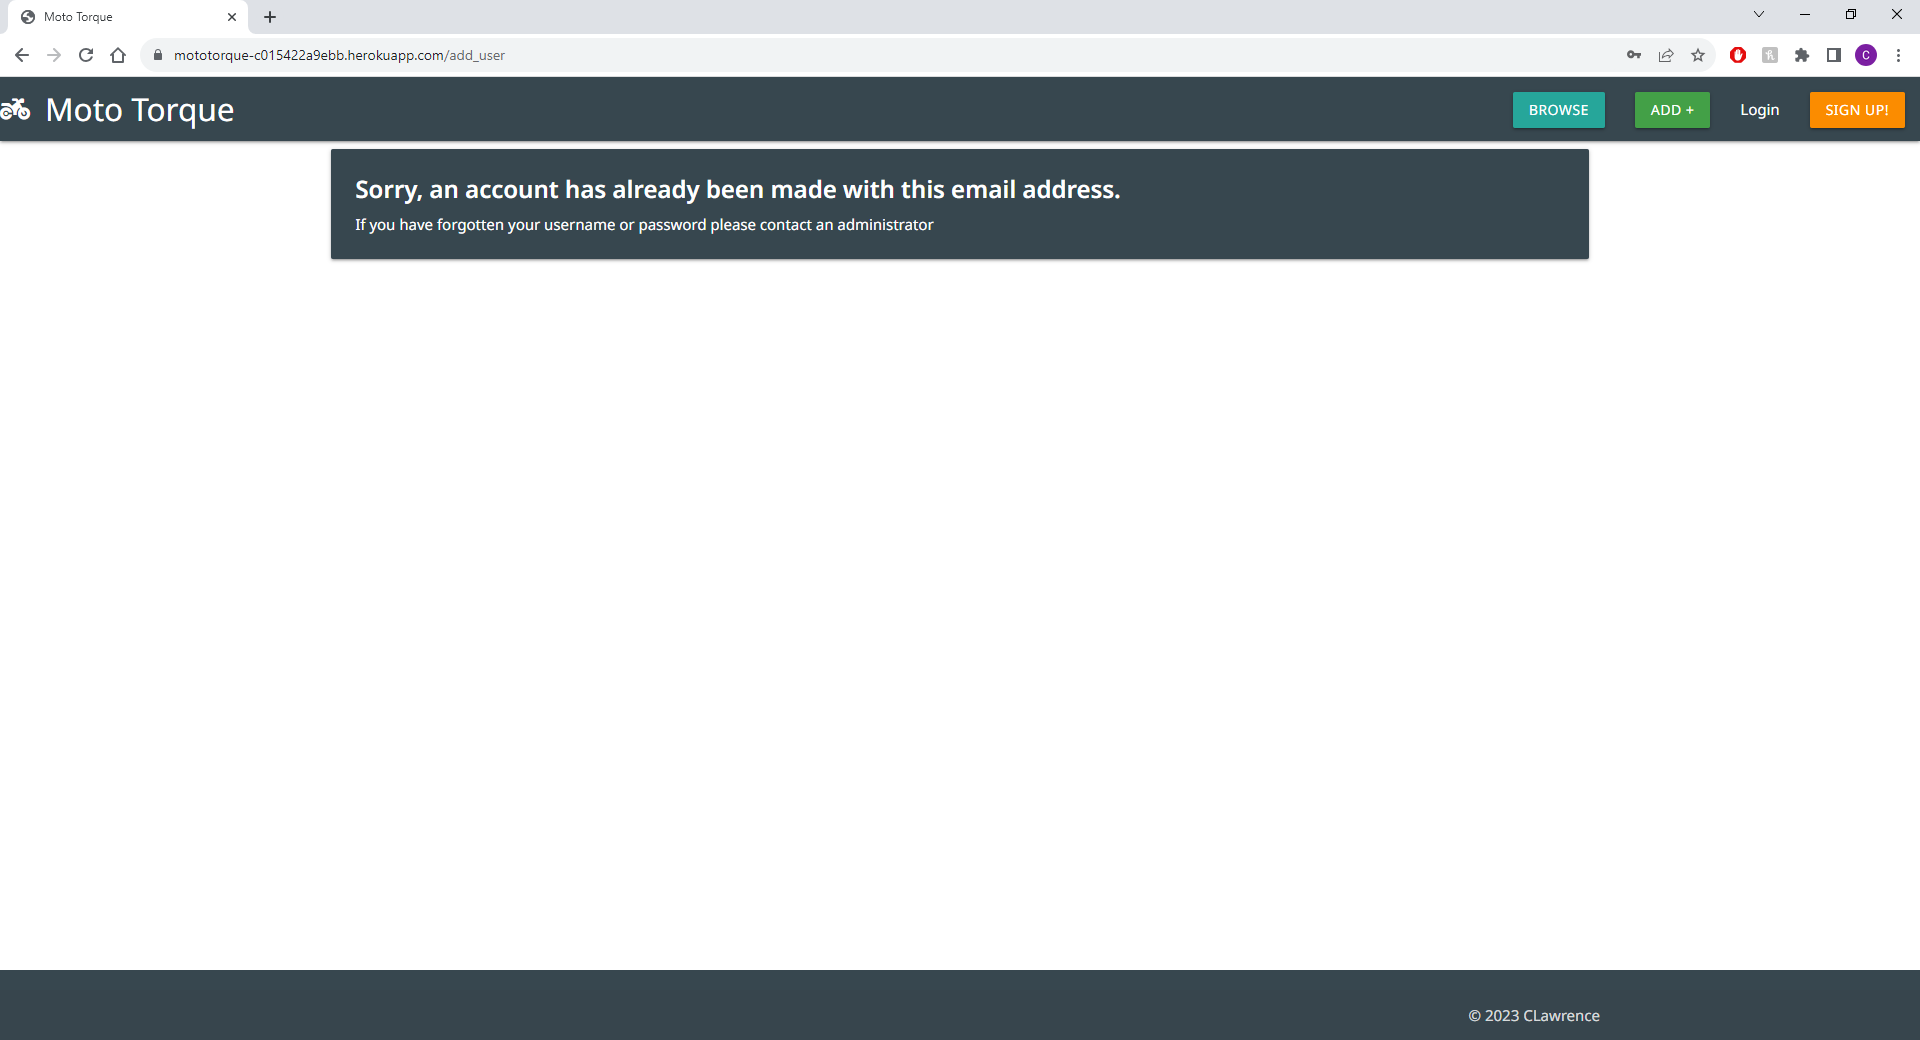 Moto Torque
mototorque-c015422a9ebb.herokuapp.com/add_user
C
Moto Torque
BROWSE
ADD +
Login
SIGN UP!
Sorry, an account has already been made with this email address.
If you have forgotten your username or password please contact an administrator
© 2023 CLawrence